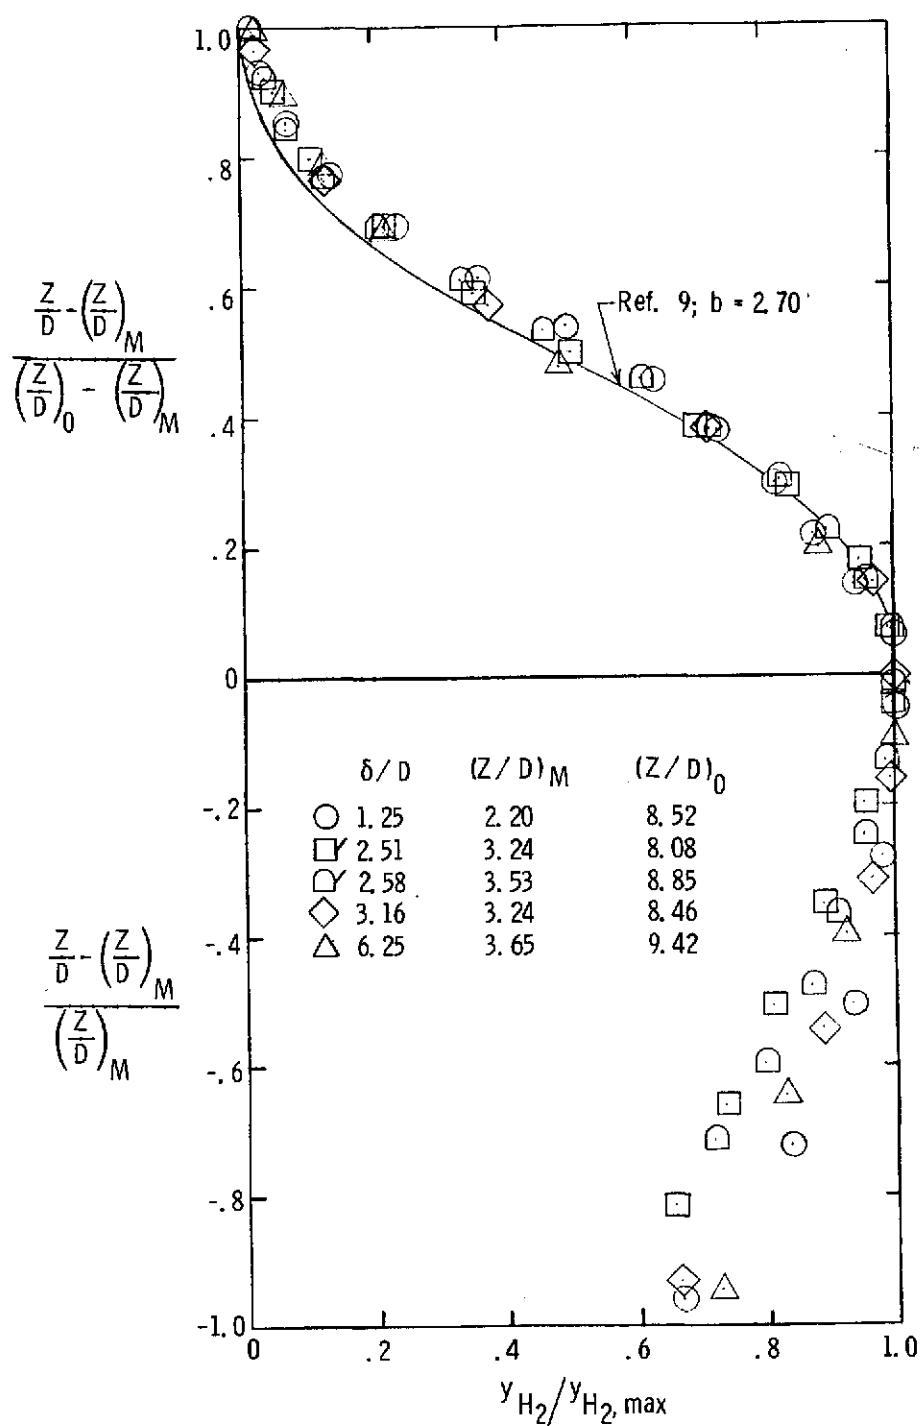 1.0
.8
.6
.4
.2
0
-.2
-.4
-.6
-.8
-1.0
Z/D - (Z/D)M
(Z/D)0 - (Z/D)M
Z/D - (Z/D)M
(Z/D)M
Ref. 9; b = 2.70
δ/D (Z/D)M (Z/D)0
1.25 2.20 8.52
2.51 3.24 8.08
2.58 3.53 8.85
3.16 3.24 8.46
6.25 3.65 9.42
0 .2 .4 .6 .8 1.0
yH2/yH2, max